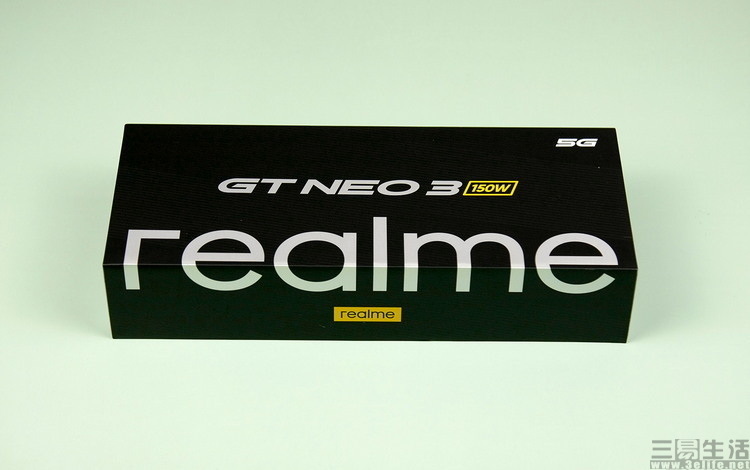 5G
GT NEO 3 150W
realme
realme
三易生活
www.3elife.net